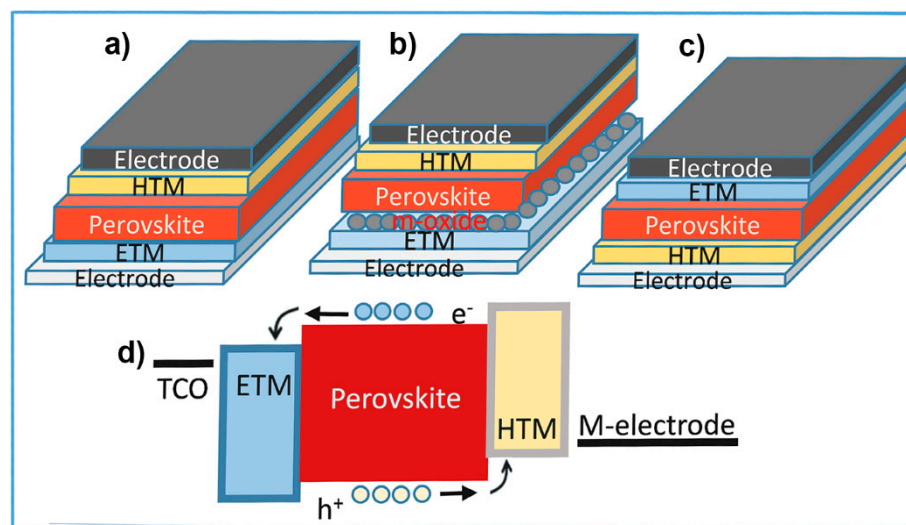 a)
Electrode
HTM
Perovskite
ETM
Electrode
b)
Electrode
HTM
Perovskite
m-oxide
ETM
Electrode
c)
Electrode
ETM
Perovskite
HTM
Electrode
d)
TCO
ETM
e-
Perovskite
HTM
M-electrode
h+